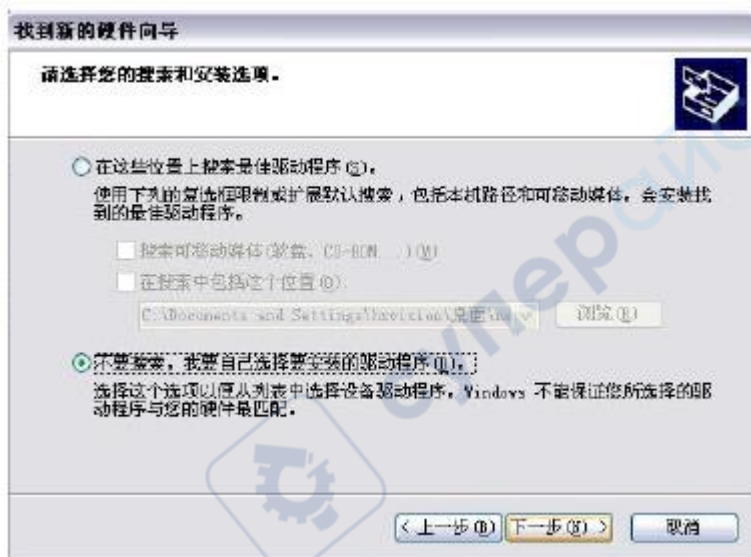 找到新的硬件向导
请选择您的搜索和安装选项。
在这些位置上搜索最佳驱动程序(S)。
使用下列的复选框限制或扩展默认搜索，包括本机路径和可移动媒体。会安装找
到的最佳驱动程序。
搜索可移动媒体(软盘、CD-ROM...)(M)
在搜索中包括这个位置(O):
C:\Documents and Settings\hnvision\桌面
浏览(R)
不要搜索。我要自己选择要安装的驱动程序(D)。
选择这个选项以便从列表中选择设备驱动程序。Windows 不能保证您所选择的驱
动程序与您的硬件最匹配。
< 上一步(B)
下一步(N) >
取消